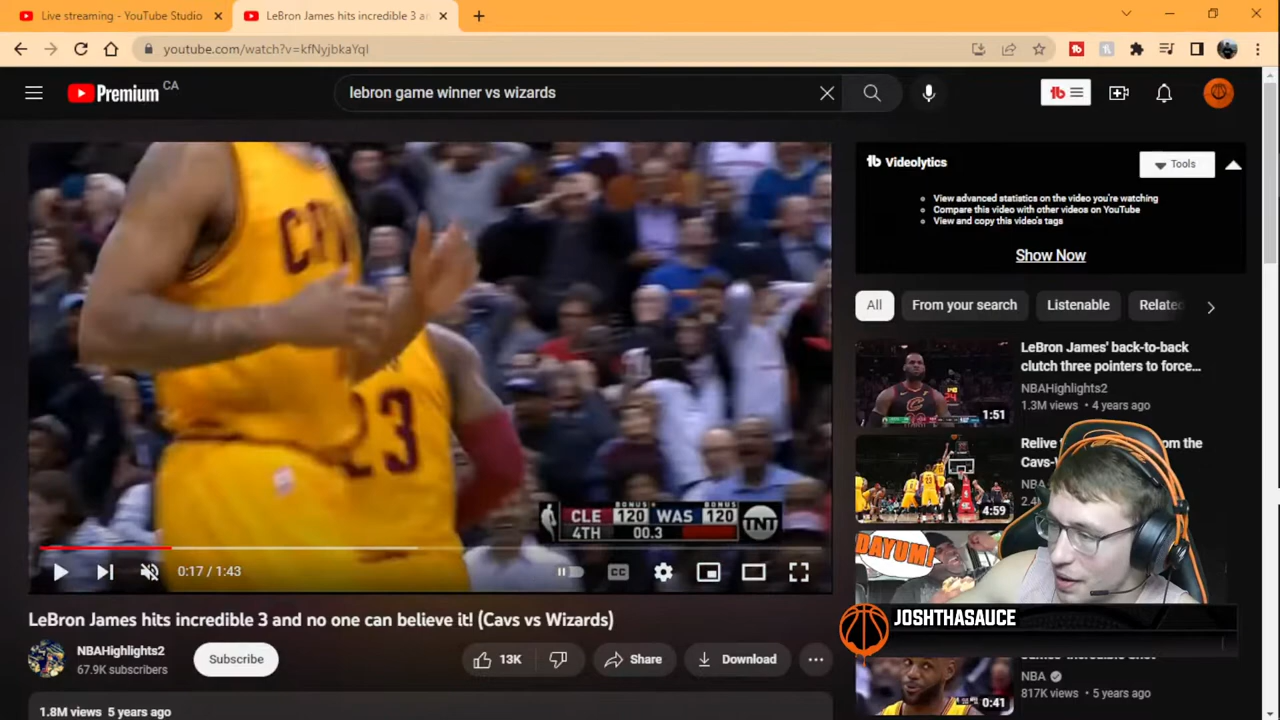 Live streaming - YouTube Studio
LeBron James hits incredible 3 an
youtube.com/watch?v=kfNyjbkaYqI
Premium CA
lebron game winner vs wizards
Videolytics
Tools
View advanced statistics on the video you're watching
Compare this video with other videos on YouTube
View and copy this video's tags
Show Now
All
From your search
Listenable
Relate
LeBron James' back-to-back
clutch three pointers to force...
NBAHighlights2
1.3M views • 4 years ago
1:51
Relive
om the
Cavs-
NBA
4:59
DAYUM!
23
BONUS BONUS
CLE 120 WAS 120
4TH 00.3
TNT
CC
0:17 / 1:43
LeBron James hits incredible 3 and no one can believe it! (Cavs vs Wizards)
NBAHighlights2
67.9K subscribers
Subscribe
13K
Share
Download
1.8M views 5 years ago
JOSHTHASAUCE
NBA
817K views • 5 years ago
0:41